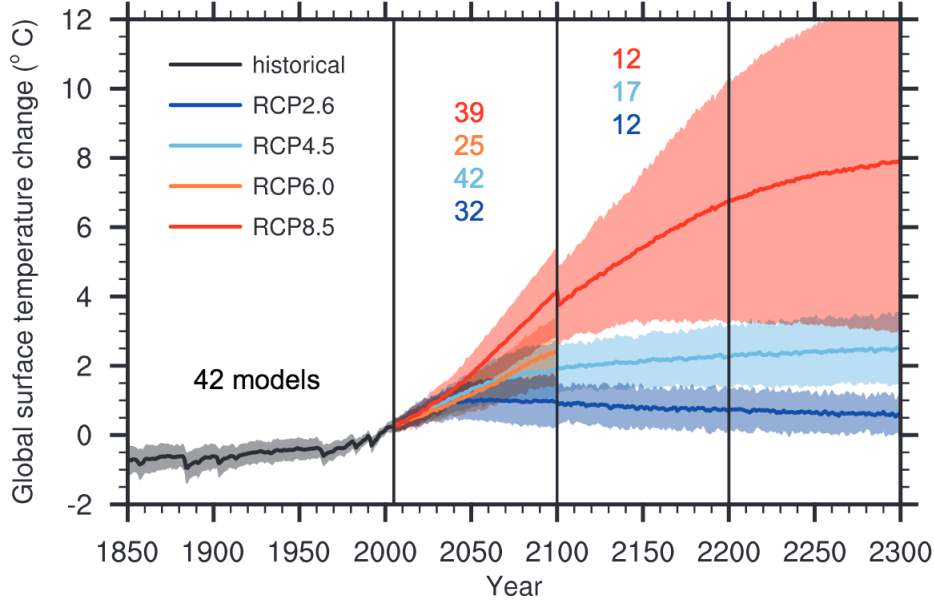 Global surface temperature change (° C)
12
10
8
6
4
2
0
-2
historical
RCP2.6
RCP4.5
RCP6.0
RCP8.5
42 models
39
25
42
32
12
17
12
1850 1900 1950 2000 2050 2100 2150 2200 2250 2300
Year